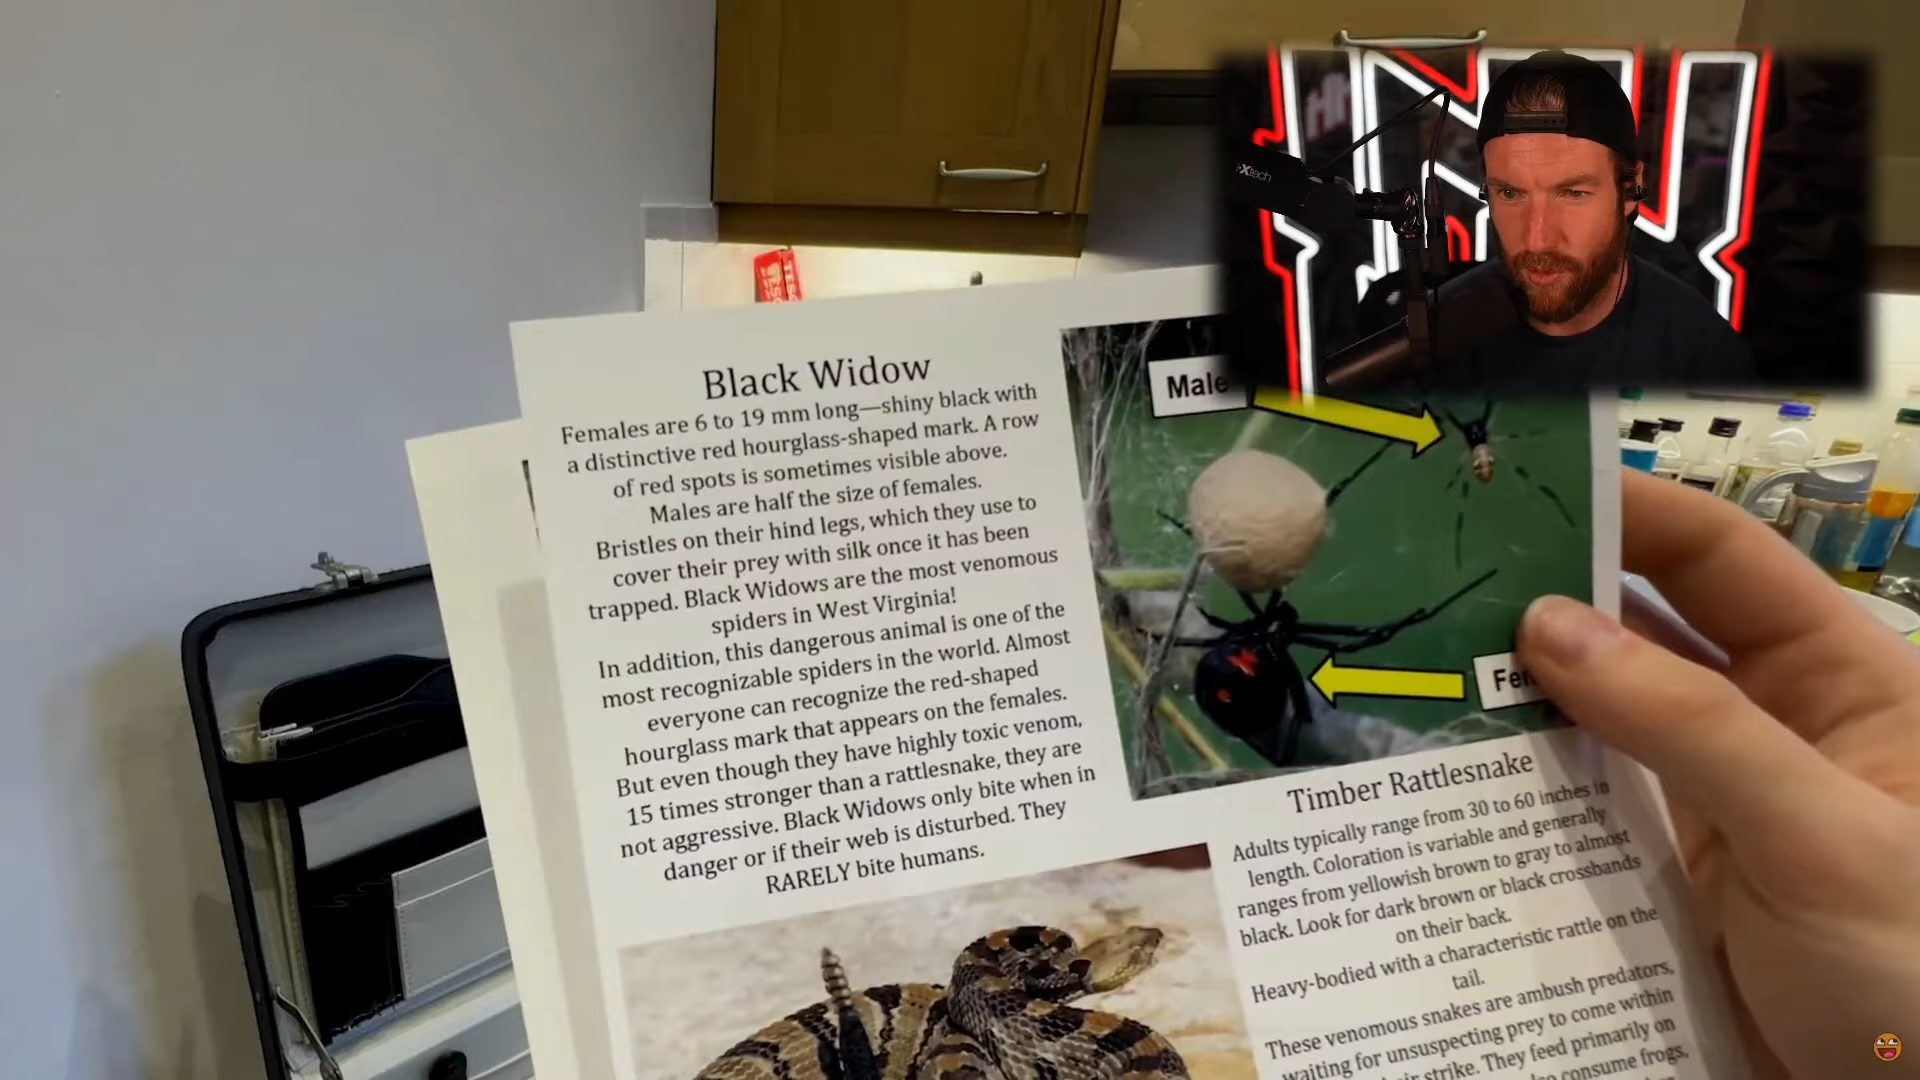 TESCO
TESCO
Black Widow
Females are 6 to 19 mm long—shiny black with
a distinctive red hourglass-shaped mark. A row
of red spots is sometimes visible above.
Males are half the size of females.
Bristles on their hind legs, which they use to
cover their prey with silk once it has been
trapped. Black Widows are the most venomous
spiders in West Virginia!
In addition, this dangerous animal is one of the
most recognizable spiders in the world. Almost
everyone can recognize the red-shaped
hourglass mark that appears on the females.
But even though they have highly toxic venom,
15 times stronger than a rattlesnake, they are
not aggressive. Black Widows only bite when in
danger or if their web is disturbed. They
RARELY bite humans.
Male
Timber Rattlesnake
Adults typically range from 30 to 60 inches in
length. Coloration is variable and generally
ranges from yellowish brown to gray to almost
black. Look for dark brown or black crossbands
on their back.
Heavy-bodied with a characteristic rattle on the
tail.
These venomous snakes are ambush predators,
waiting for unsuspecting prey to come within
strike. They feed primarily on
consume frogs,